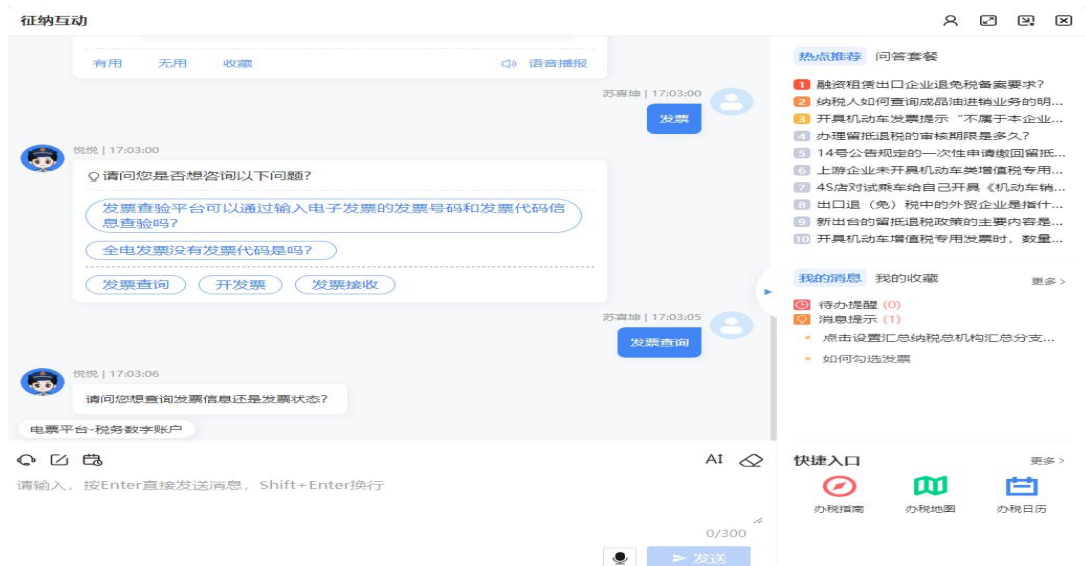 征纳互动
有用 无用 收藏 语音播报
苏喜坤 | 17:03:00
发票
悦悦 | 17:03:00
请问您是否想咨询以下问题?
发票查验平台可以通过输入电子发票的发票号码和发票代码信
息查验吗?
全电发票没有发票代码是吗?
发票查询 开发票 发票接收
苏喜坤 | 17:03:05
发票查询
悦悦 | 17:03:06
请问您想查询发票信息还是发票状态?
电票平台-税务数字账户
AI
请输入, 按Enter直接发送消息, Shift+Enter换行
0/300
发送
热点推荐 问答套餐
1 融资租赁出口企业退免税备案要求?
2 纳税人如何查询成品油进销业务的明...
3 开具机动车发票提示“不属于本企业...
4 办理留抵退税的审核期限是多久?
5 14号公告规定的一次性申请缴回留抵...
6 上游企业未开具机动车类增值税专用...
7 4S店对试乘车给自己开具《机动车销...
8 出口退（免）税中的外贸企业是指什...
9 新出台的留抵退税政策的主要内容是...
10 开具机动车增值税专用发票时, 数量...
我的消息 我的收藏 更多>
待办提醒 (0)
消息提示 (1)
点击设置汇总纳税总机构汇总分支...
如何勾选发票
快捷入口 更多>
办税指南 办税地图 办税日历